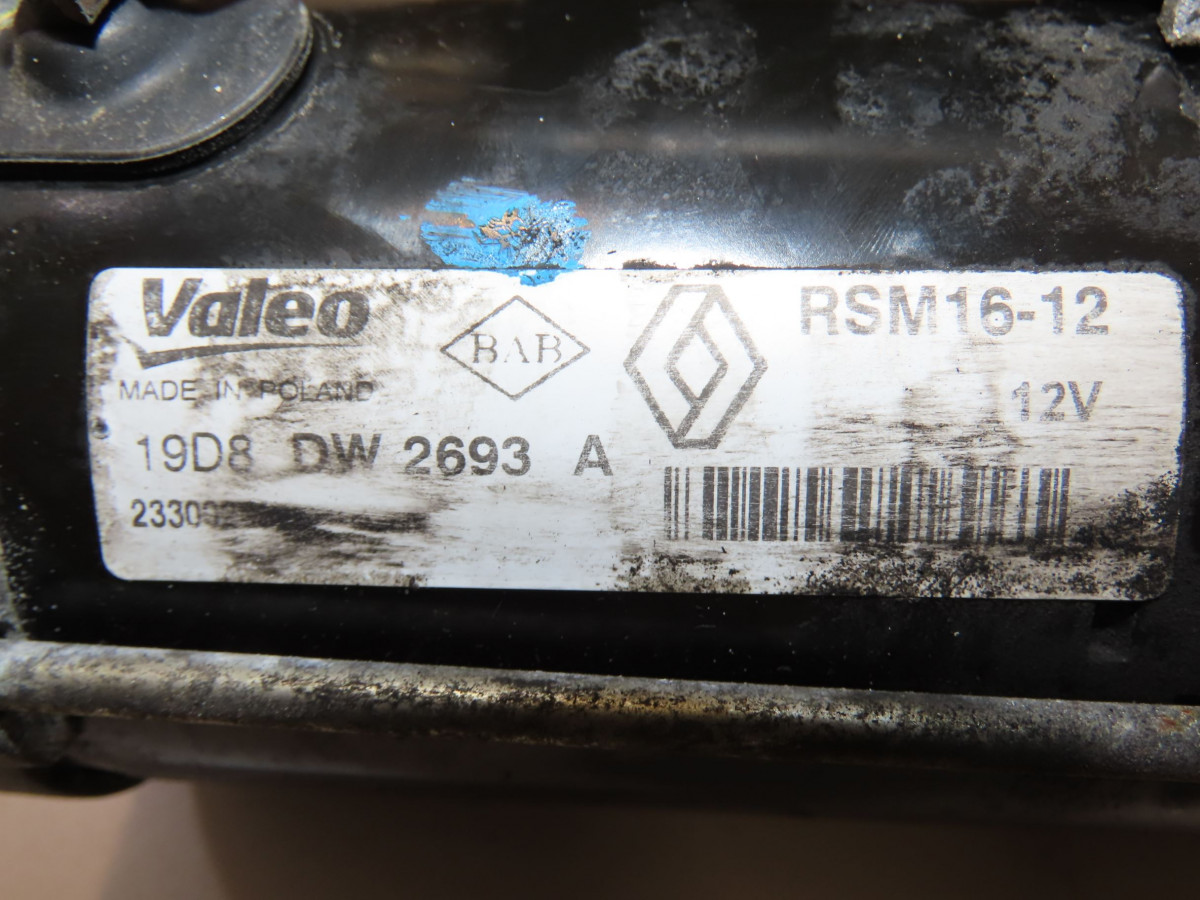 Valeo
BAB
RSM16-12
MADE IN POLAND
12V
19D8 DW 2693 A